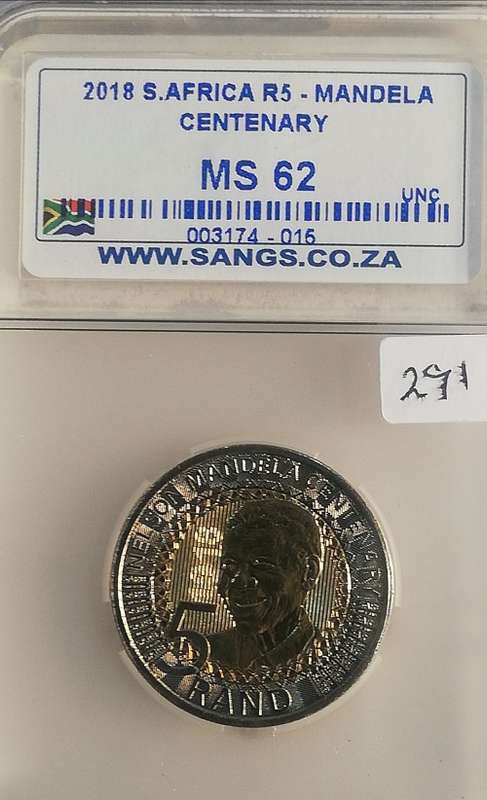 2018 S.AFRICA R5 - MANDELA
CENTENARY
MS 62
UNC
003174 - 015
WWW.SANGS.CO.ZA
291
NELSON MANDELA CENTENARY
5
RAND